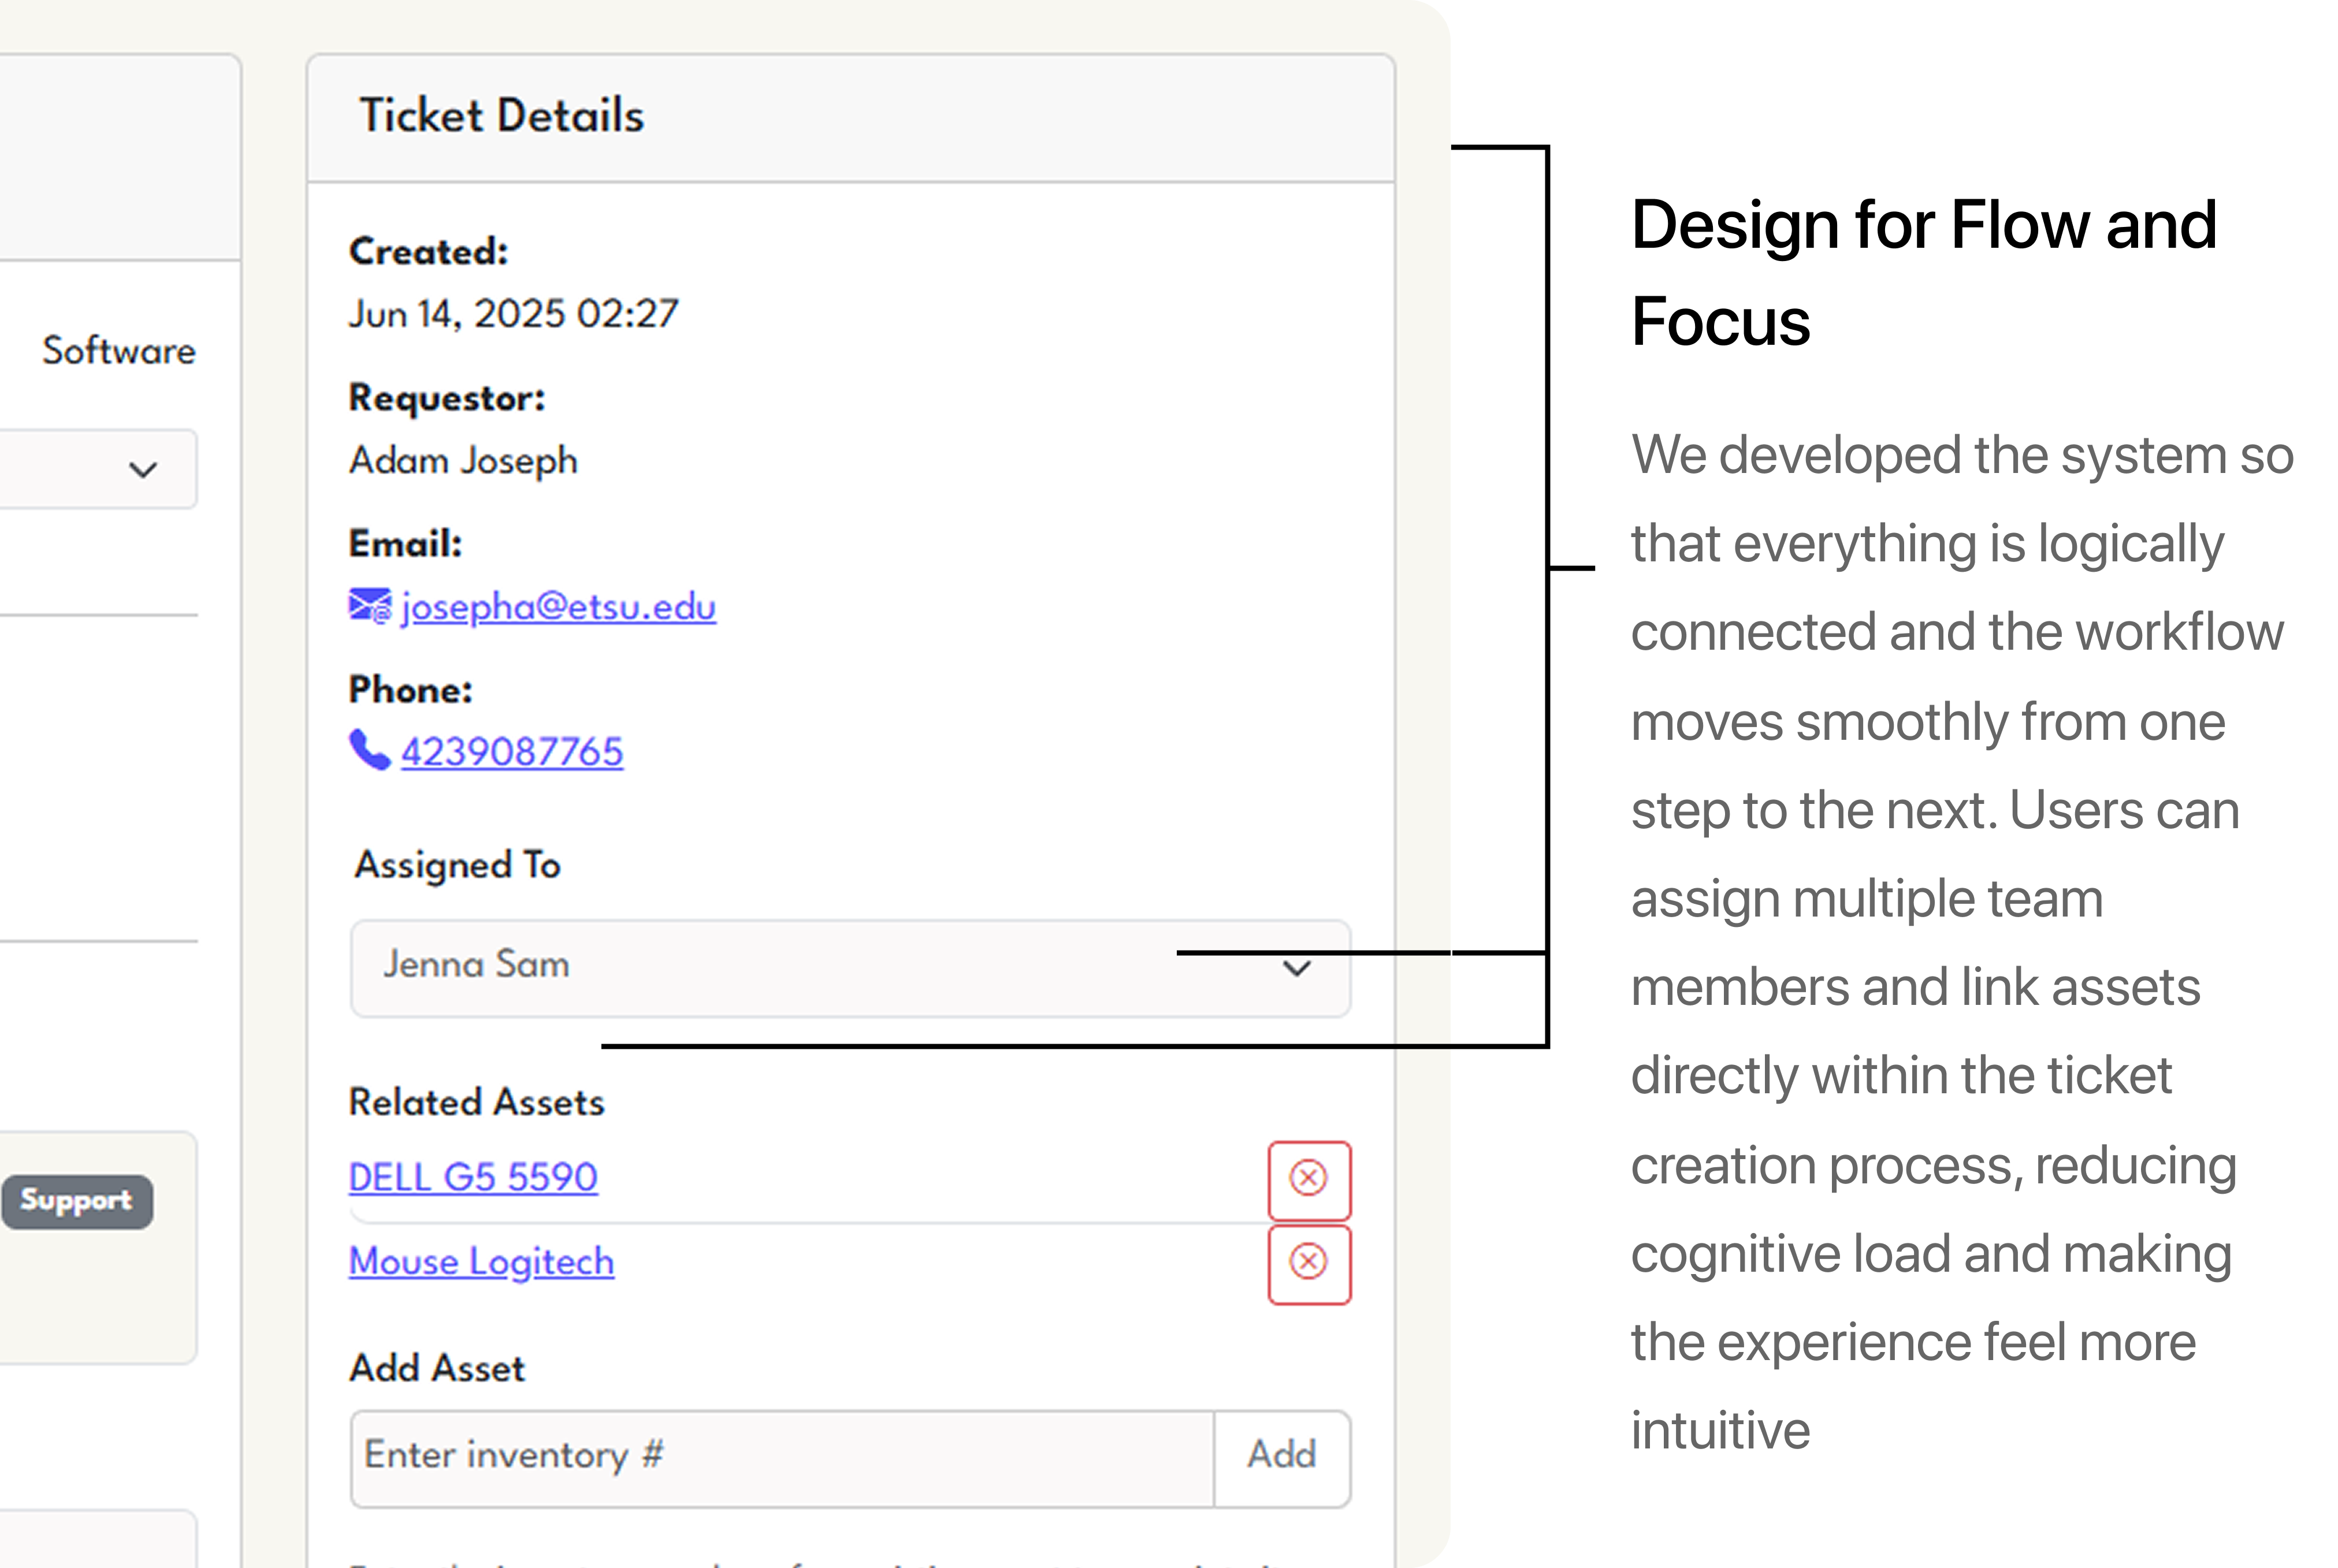 Software
Support
Ticket Details
Created:
Jun 14, 2025 02:27
Requestor:
Adam Joseph
Email:
josepha@etsu.edu
Phone:
4239087765
Assigned To
Jenna Sam
Related Assets
DELL G5 5590
Mouse Logitech
Add Asset
Enter inventory #
Add
Design for Flow and
Focus
We developed the system so
that everything is logically
connected and the workflow
moves smoothly from one
step to the next. Users can
assign multiple team
members and link assets
directly within the ticket
creation process, reducing
cognitive load and making
the experience feel more
intuitive